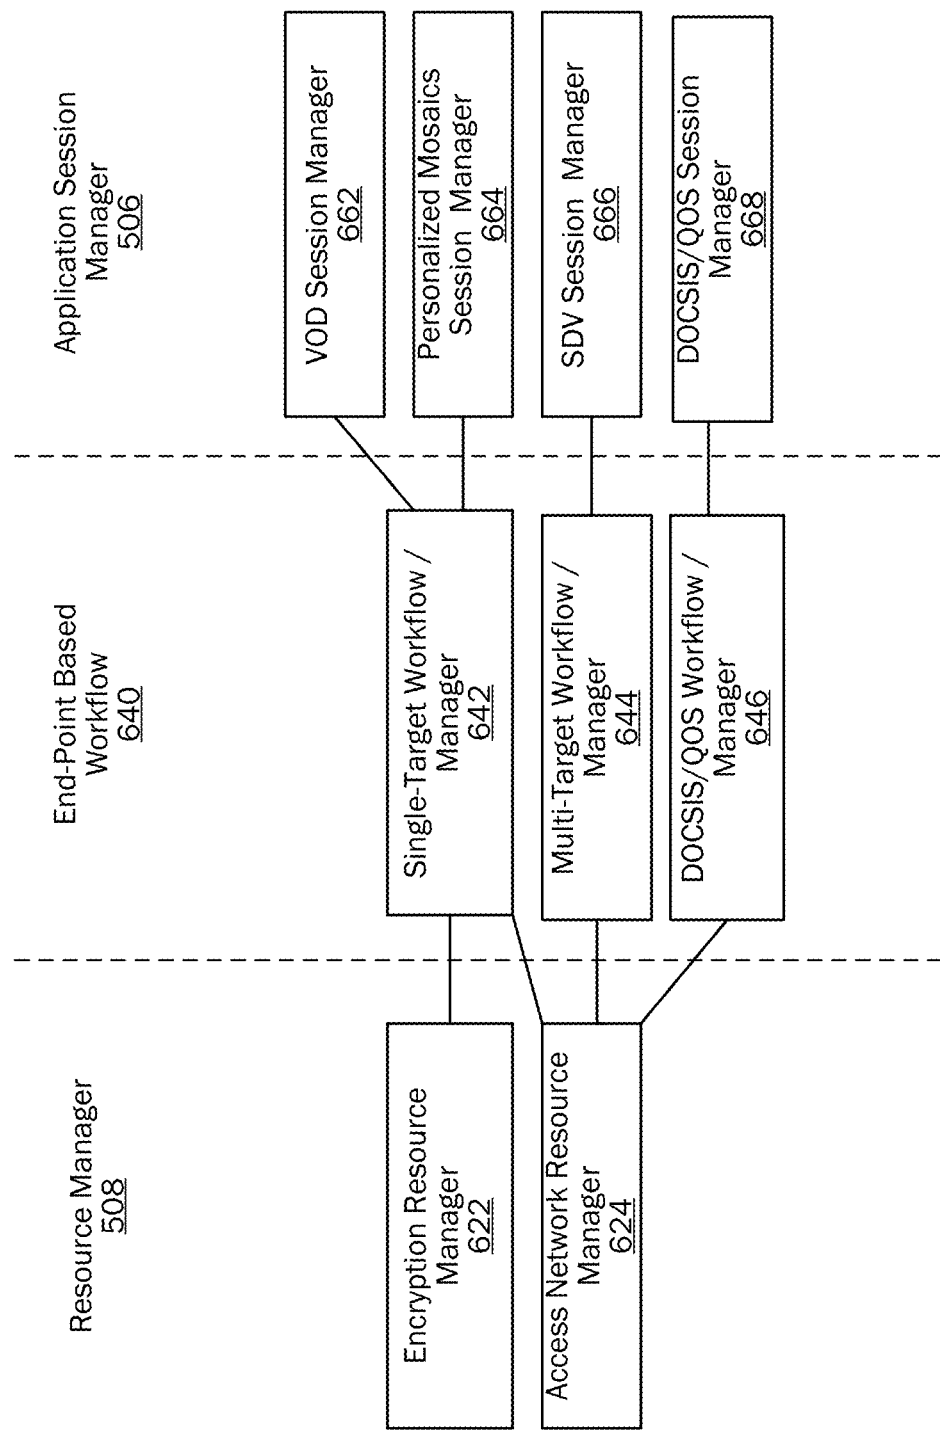 Resource Manager
508
End-Point Based
Workflow
640
Application Session
Manager
506
Encryption Resource
Manager
622
Access Network Resource
Manager
624
Single-Target Workflow /
Manager
642
Multi-Target Workflow /
Manager
644
DOCSIS/QOS Workflow /
Manager
646
VOD Session Manager
662
Personalized Mosaics
Session Manager
664
SDV Session Manager
666
DOCSIS/QOS Session
Manager
668